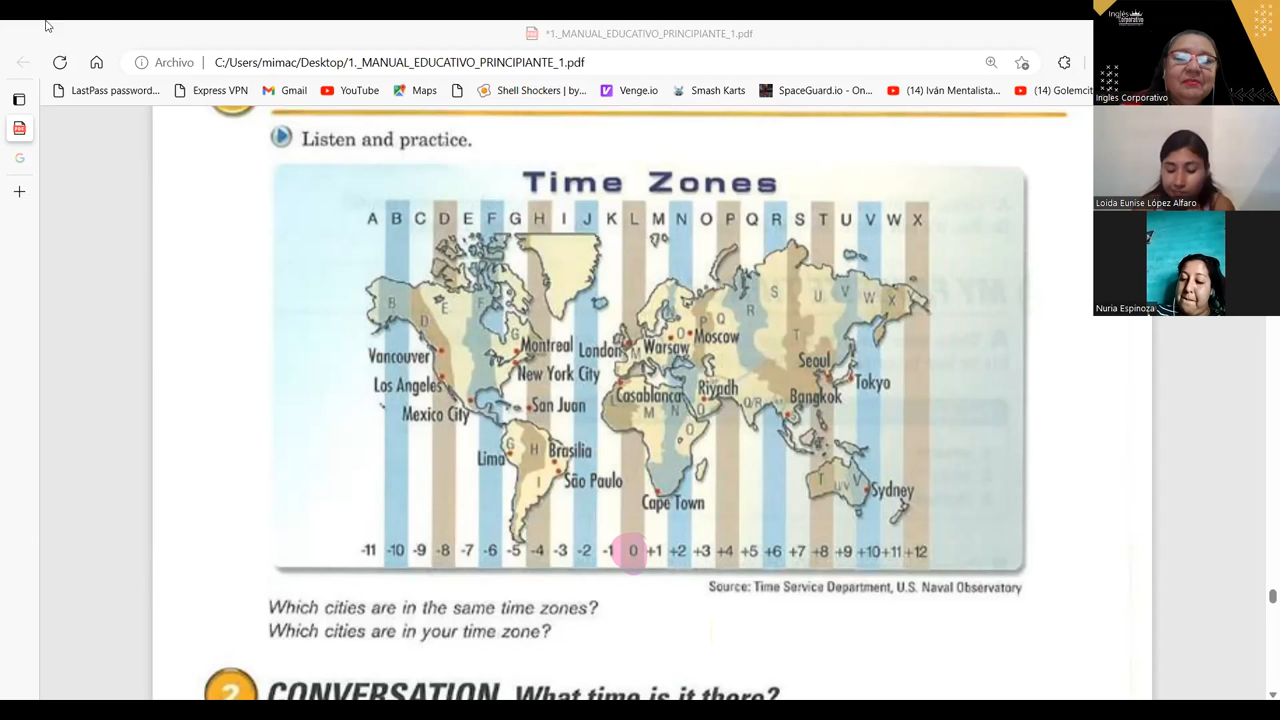 *1._MANUAL_EDUCATIVO_PRINCIPIANTE_1.pdf
Archivo C:/Users/mimac/Desktop/1._MANUAL_EDUCATIVO_PRINCIPIANTE_1.pdf
LastPass password... Express VPN Gmail YouTube Maps Shell Shockers | by... Venge.io Smash Karts SpaceGuard.io - On... (14) Iván Mentalista... (14) Golemcit
Inglés Corporativo
Ingles Corporativo
Loida Eunise López Alfaro
Nuria Espinoza
Listen and practice.
Time Zones
A B C D E F G H I J K L M N O P Q R S T U V W X
B D E F G
M O P Q R S T U V W X
Vancouver
Los Angeles
Mexico City
Montreal
New York City
San Juan
London
Warsaw
Moscow
Casablanca
Riyadh
Seoul
Tokyo
Bangkok
L M N O Q Q/R
Lima
Brasilia
São Paulo
Cape Town
Sydney
G H I
T U/V V
-11 -10 -9 -8 -7 -6 -5 -4 -3 -2 -1 0 +1 +2 +3 +4 +5 +6 +7 +8 +9 +10 +11 +12
Source: Time Service Department, U.S. Naval Observatory
Which cities are in the same time zones?
Which cities are in your time zone?
2 CONVERSATION What time is it there?